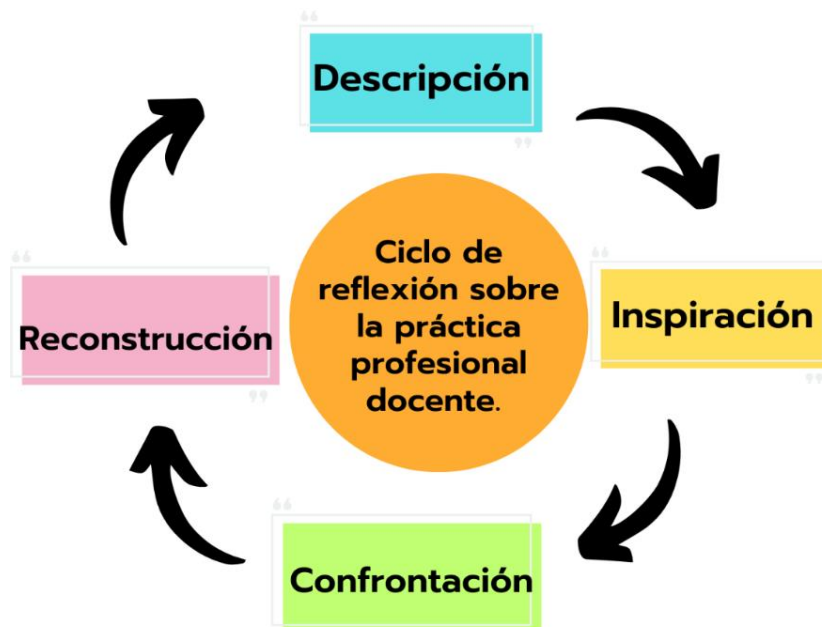 Descripción
Ciclo de
reflexión sobre
la práctica
profesional
docente.
Inspiración
Reconstrucción
Confrontación